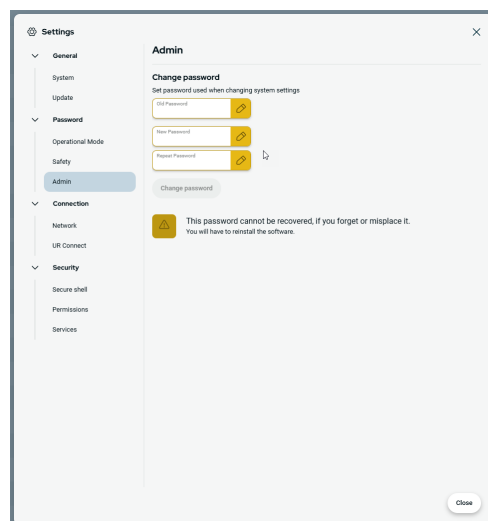 Settings
General
System
Update
Password
Operational Mode
Safety
Admin
Connection
Network
UR Connect
Security
Secure shell
Permissions
Services
Admin
Change password
Set password used when changing system settings
Old Password
New Password
Repeat Password
Change password
This password cannot be recovered, if you forget or misplace it.
You will have to reinstall the software.
Close